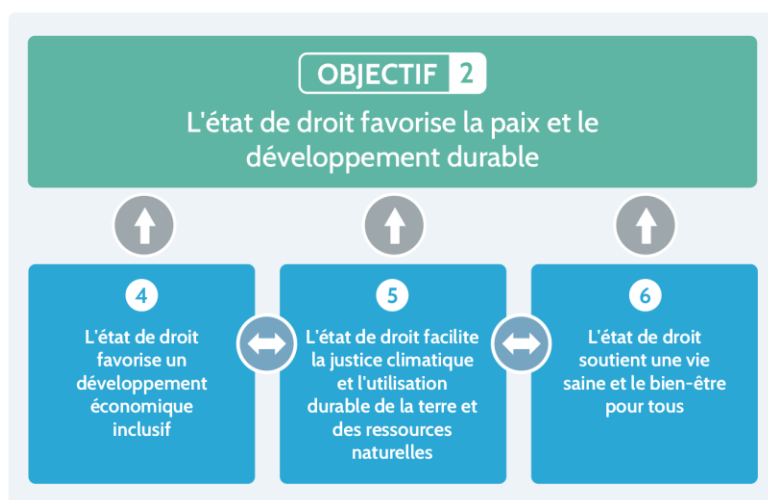 OBJECTIF 2
L'état de droit favorise la paix et le
développement durable
4
L'état de droit
favorise un
développement
économique
inclusif
5
L'état de droit facilite
la justice climatique
et l'utilisation
durable de la terre et
des ressources
naturelles
6
L'état de droit
soutient une vie
saine et le bien-être
pour tous